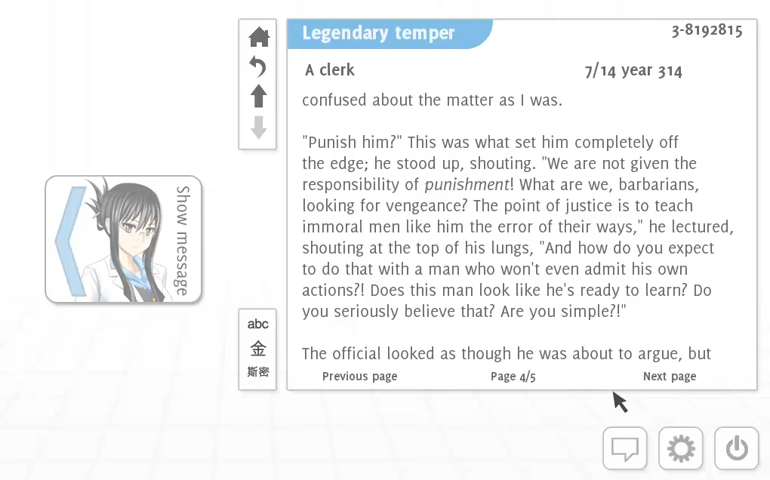 Legendary temper
3-8192815
A clerk
7/14 year 314
confused about the matter as I was.
"Punish him?" This was what set him completely off
the edge; he stood up, shouting. "We are not given the
responsibility of punishment! What are we, barbarians,
looking for vengeance? The point of justice is to teach
immoral men like him the error of their ways," he lectured,
shouting at the top of his lungs, "And how do you expect
to do that with a man who won't even admit his own
actions?! Does this man look like he's ready to learn? Do
you seriously believe that? Are you simple?!"
The official looked as though he was about to argue, but
Previous page
Page 4/5
Next page
Show message
abc
金
斯密